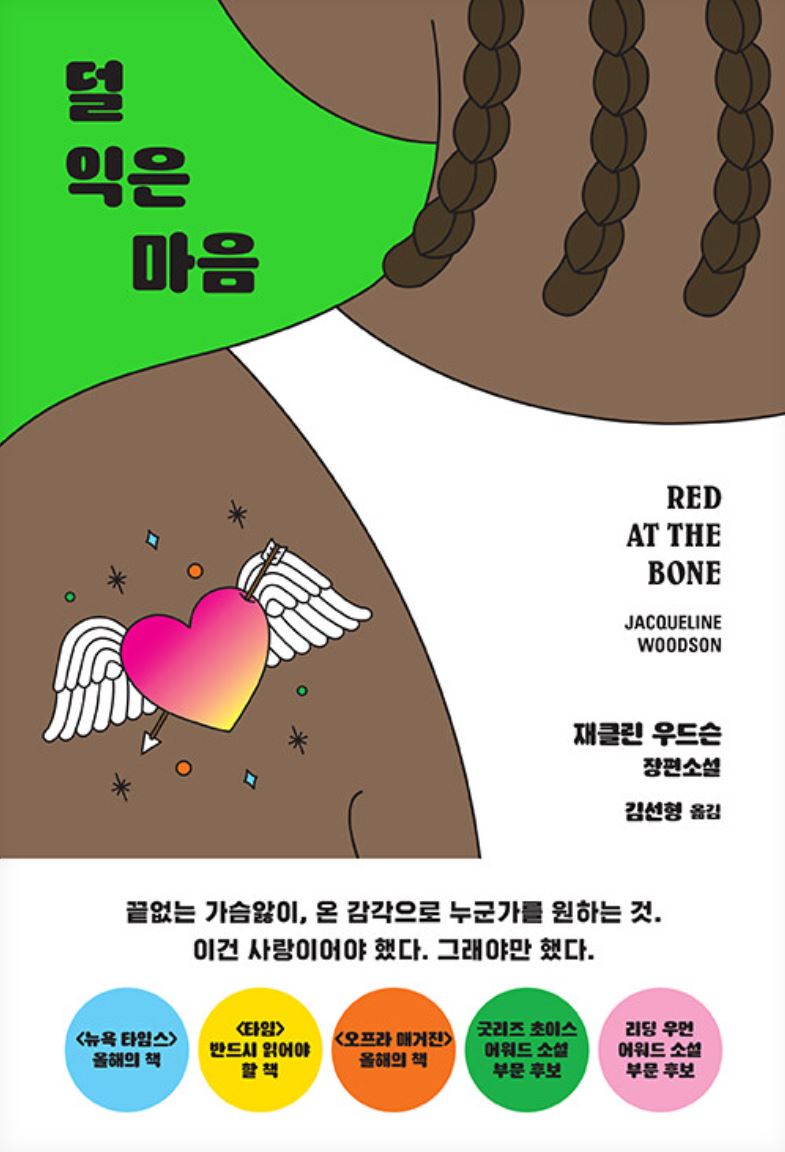 덜
익은
마음
RED
AT THE
BONE
JACQUELINE
WOODSON
재클린 우드슨
장편소설
김선형 옮김
끝없는 가슴앓이, 온 감각으로 누군가를 원하는 것.
이건 사랑이어야 했다. 그래야만 했다.
<뉴욕 타임스>
올해의 책
<타임>
반드시 읽어야
할 책
<오프라 매거진>
올해의 책
굿리즈 초이스
어워드 소설
부문 후보
리딩 우먼
어워드 소설
부문 후보